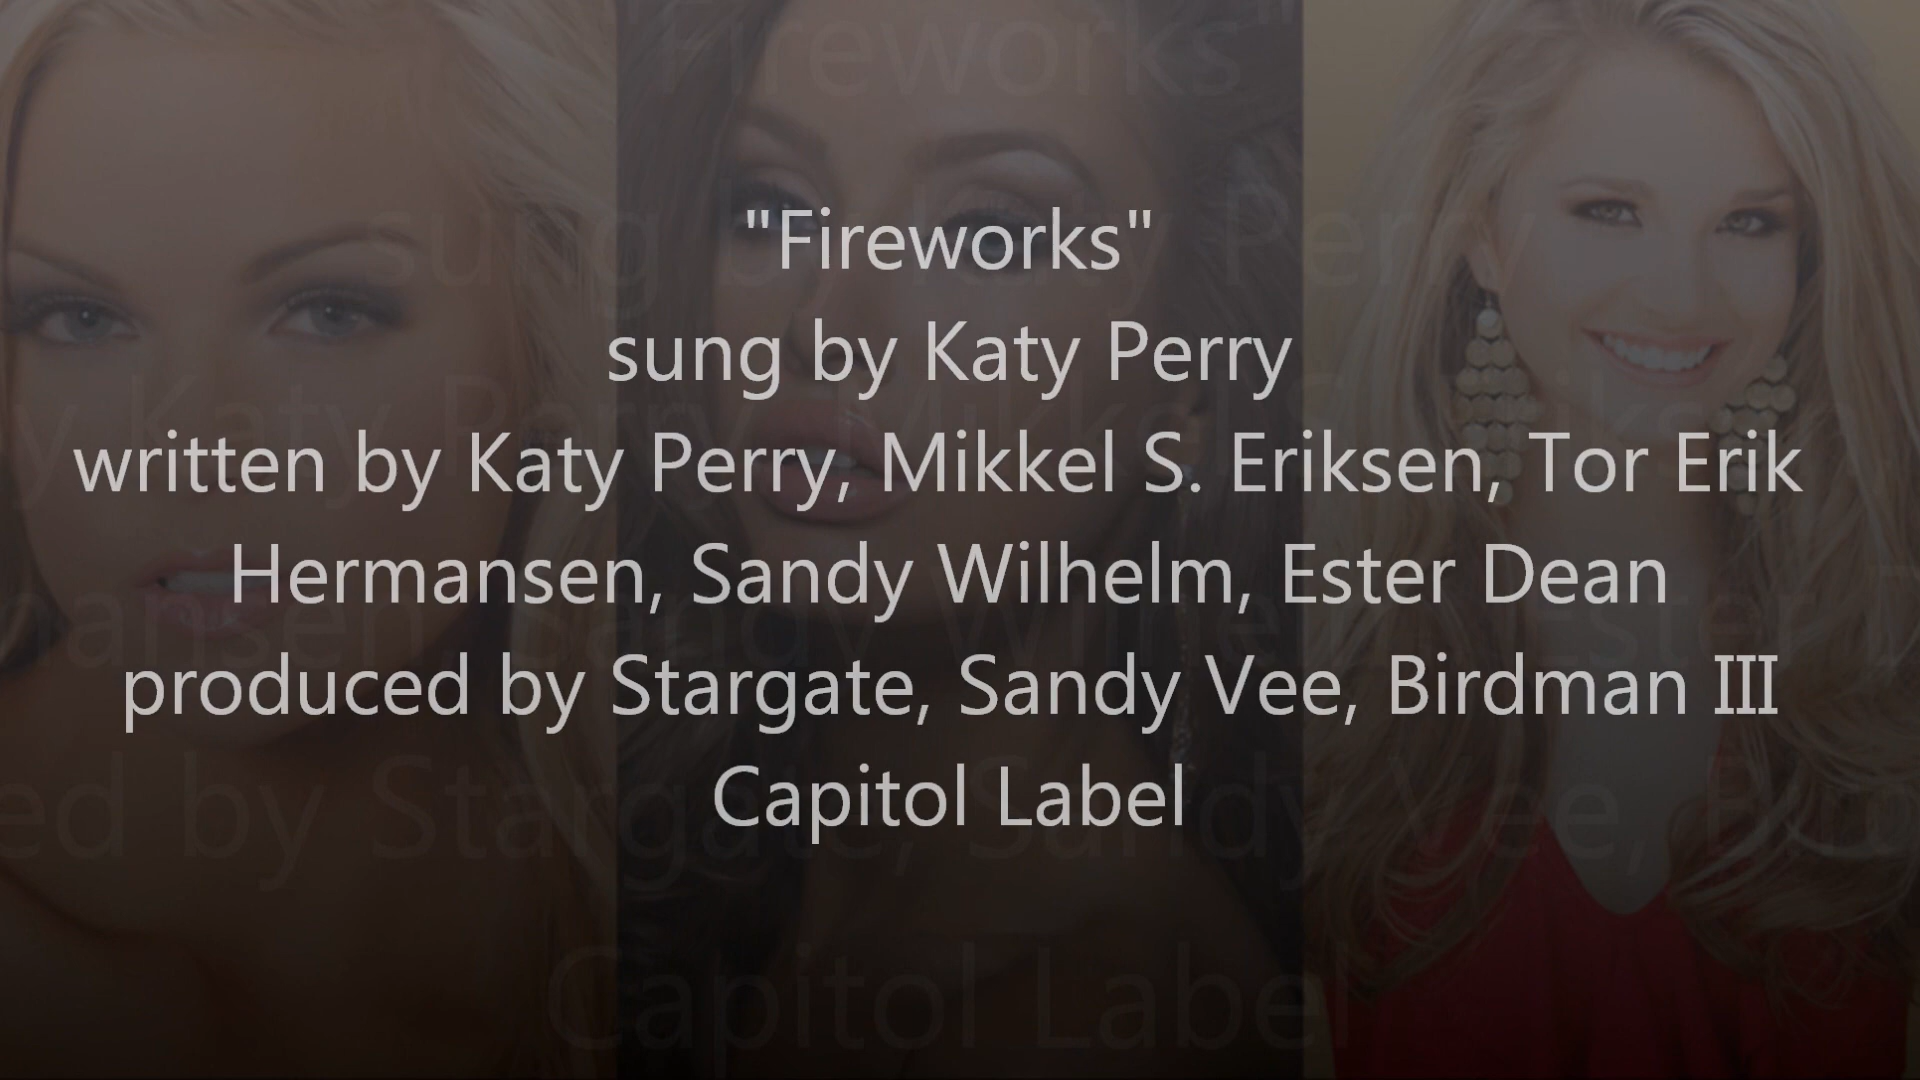 "Fireworks"
sung by Katy Perry
written by Katy Perry, Mikkel S. Eriksen, Tor Erik
Hermansen, Sandy Wilhelm, Ester Dean
produced by Stargate, Sandy Vee, Birdman III
Capitol Label